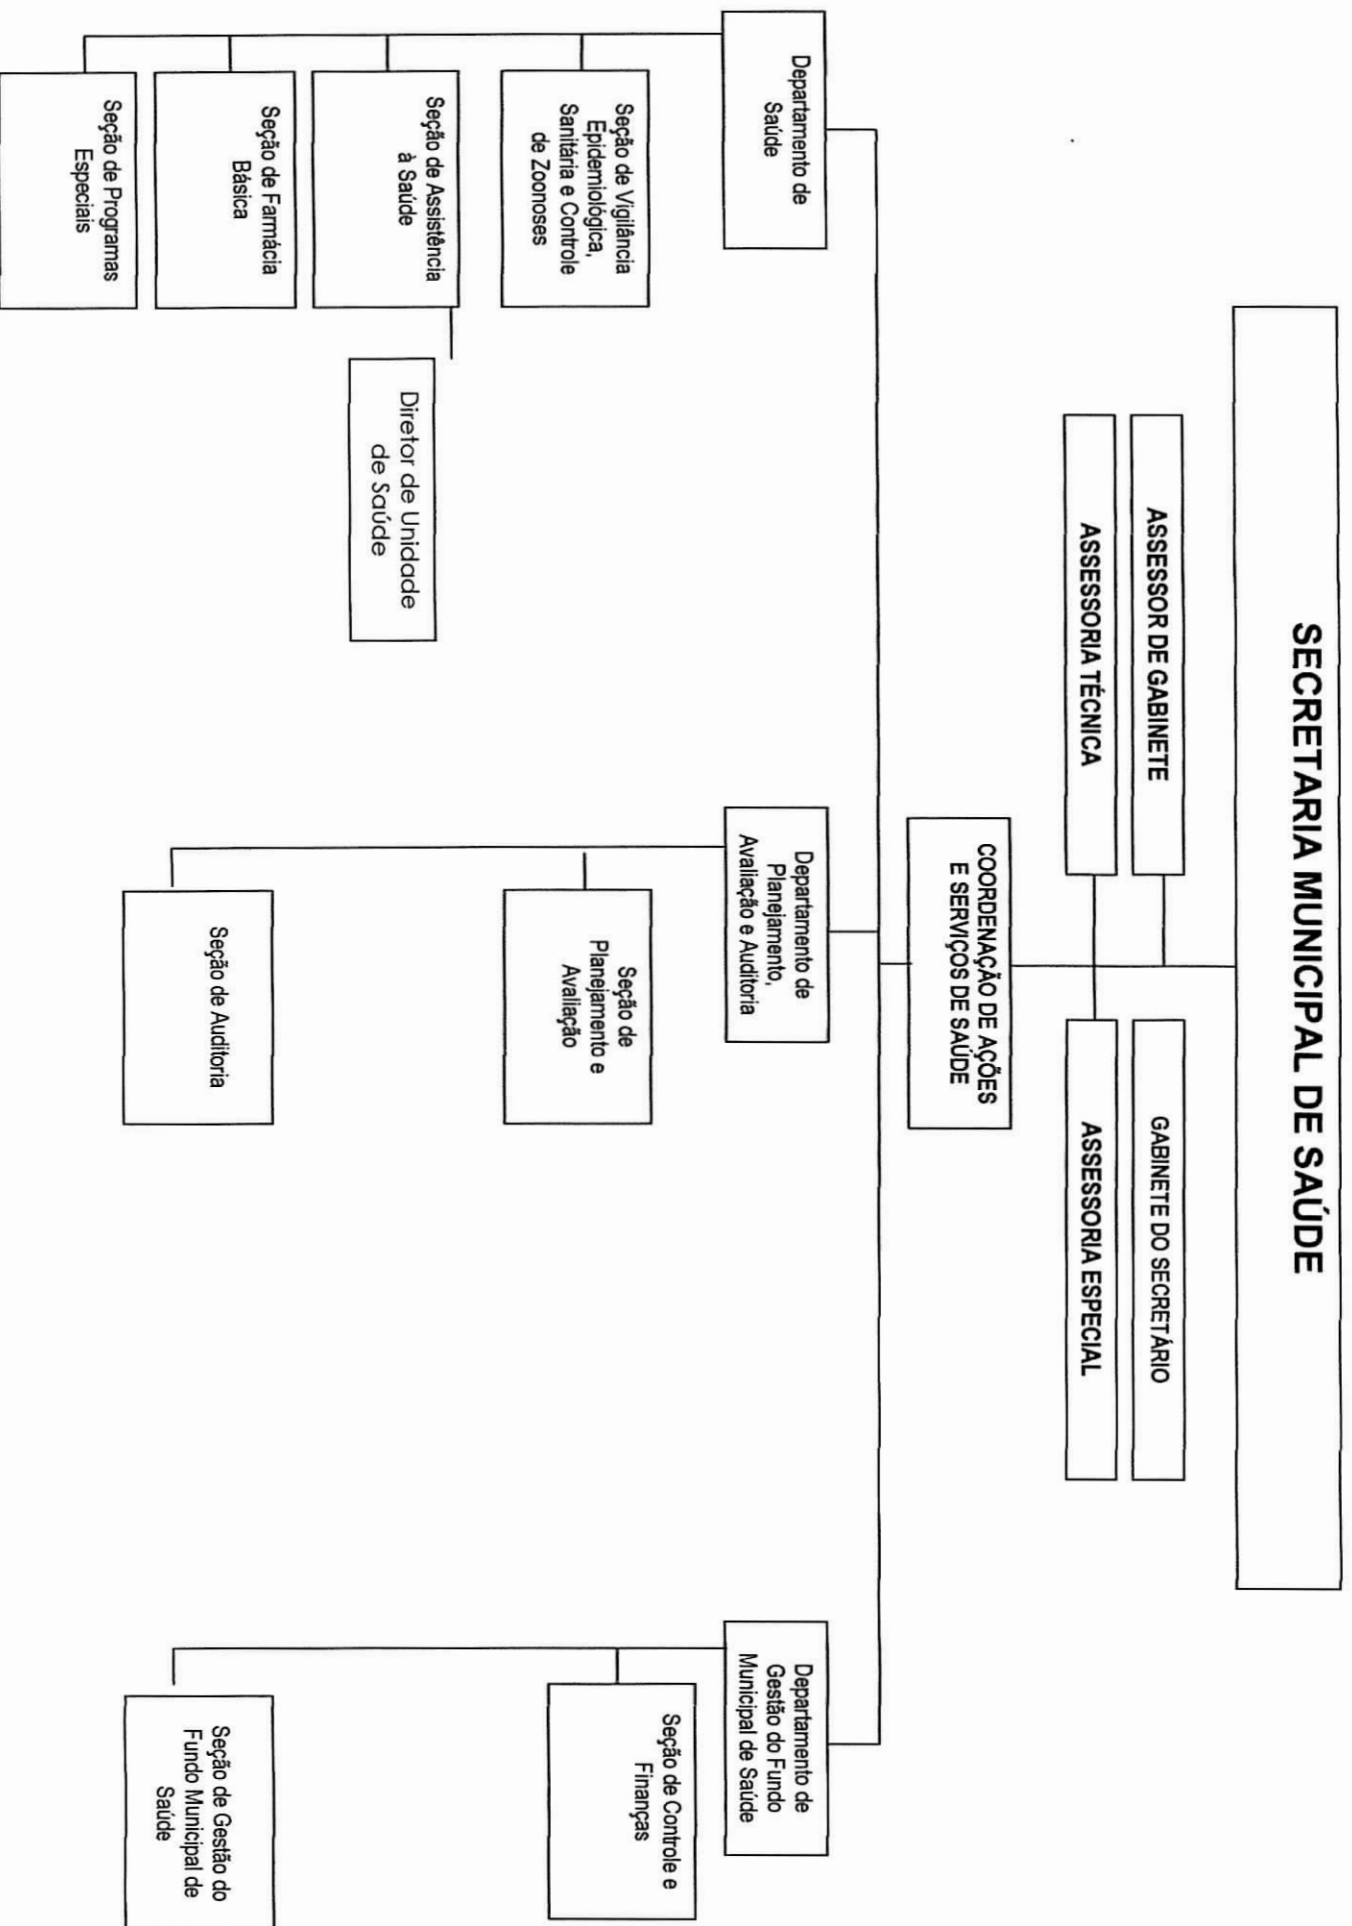 SECRETARIA MUNICIPAL DE SAÚDE
ASSESSOR DE GABINETE
GABINETE DO SECRETÁRIO
ASSESSORIA TÉCNICA
ASSESSORIA ESPECIAL
COORDENAÇÃO DE AÇÕES
E SERVIÇOS DE SAÚDE
Departamento de
Saúde
Seção de Vigilância
Epidemiológica,
Sanitária e Controle
de Zoonoses
Seção de Assistência
à Saúde
Diretor de Unidade
de Saúde
Seção de Farmácia
Básica
Seção de Programas
Especiais
Departamento de
Planejamento,
Avaliação e Auditoria
Seção de
Planejamento e
Avaliação
Seção de Auditoria
Departamento de
Gestão do Fundo
Municipal de Saúde
Seção de Controle e
Finanças
Seção de Gestão do
Fundo Municipal de
Saúde